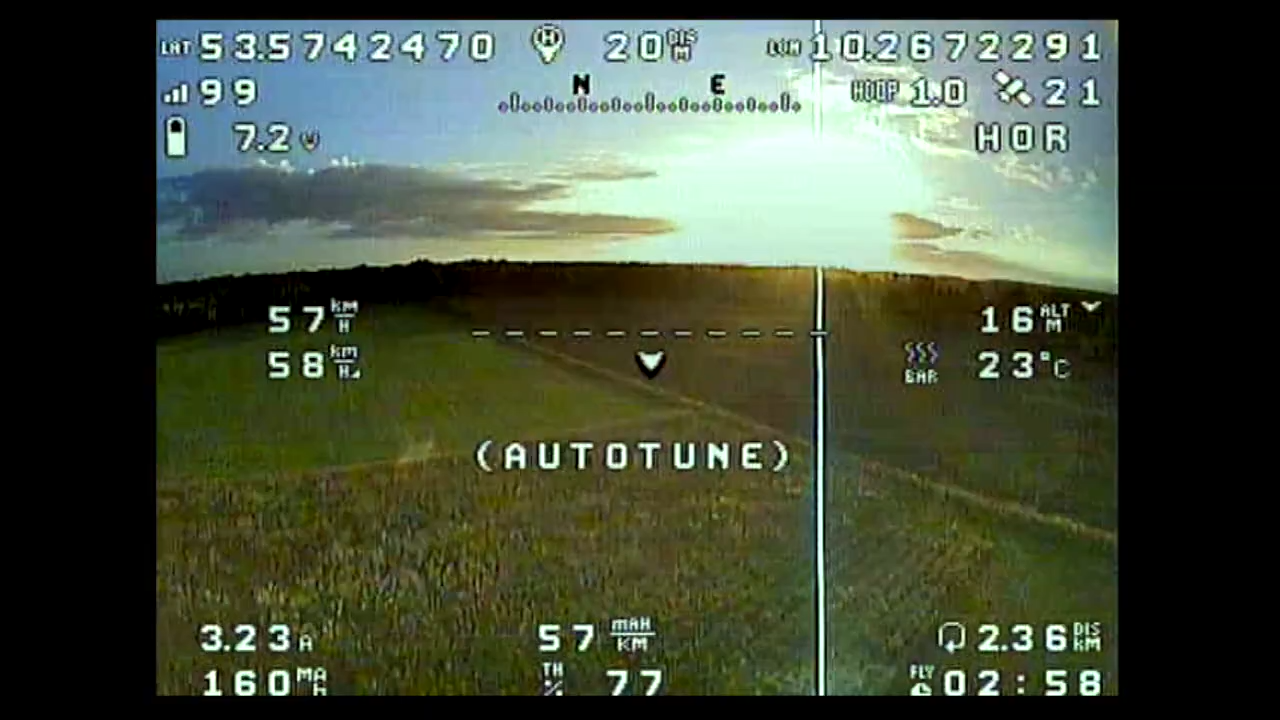 LAT 53.5742470 20 DIS M LON 10.2672291
99 N E HDOP 1.0 21
7.2 V HOR
57 km/H 16 ALT M
58 km/H BAR 23°C
(AUTOTUNE)
3.23 A 57 mAH/KM 2.36 DIS KM
160 MAH TH % 77 FLY 02:58